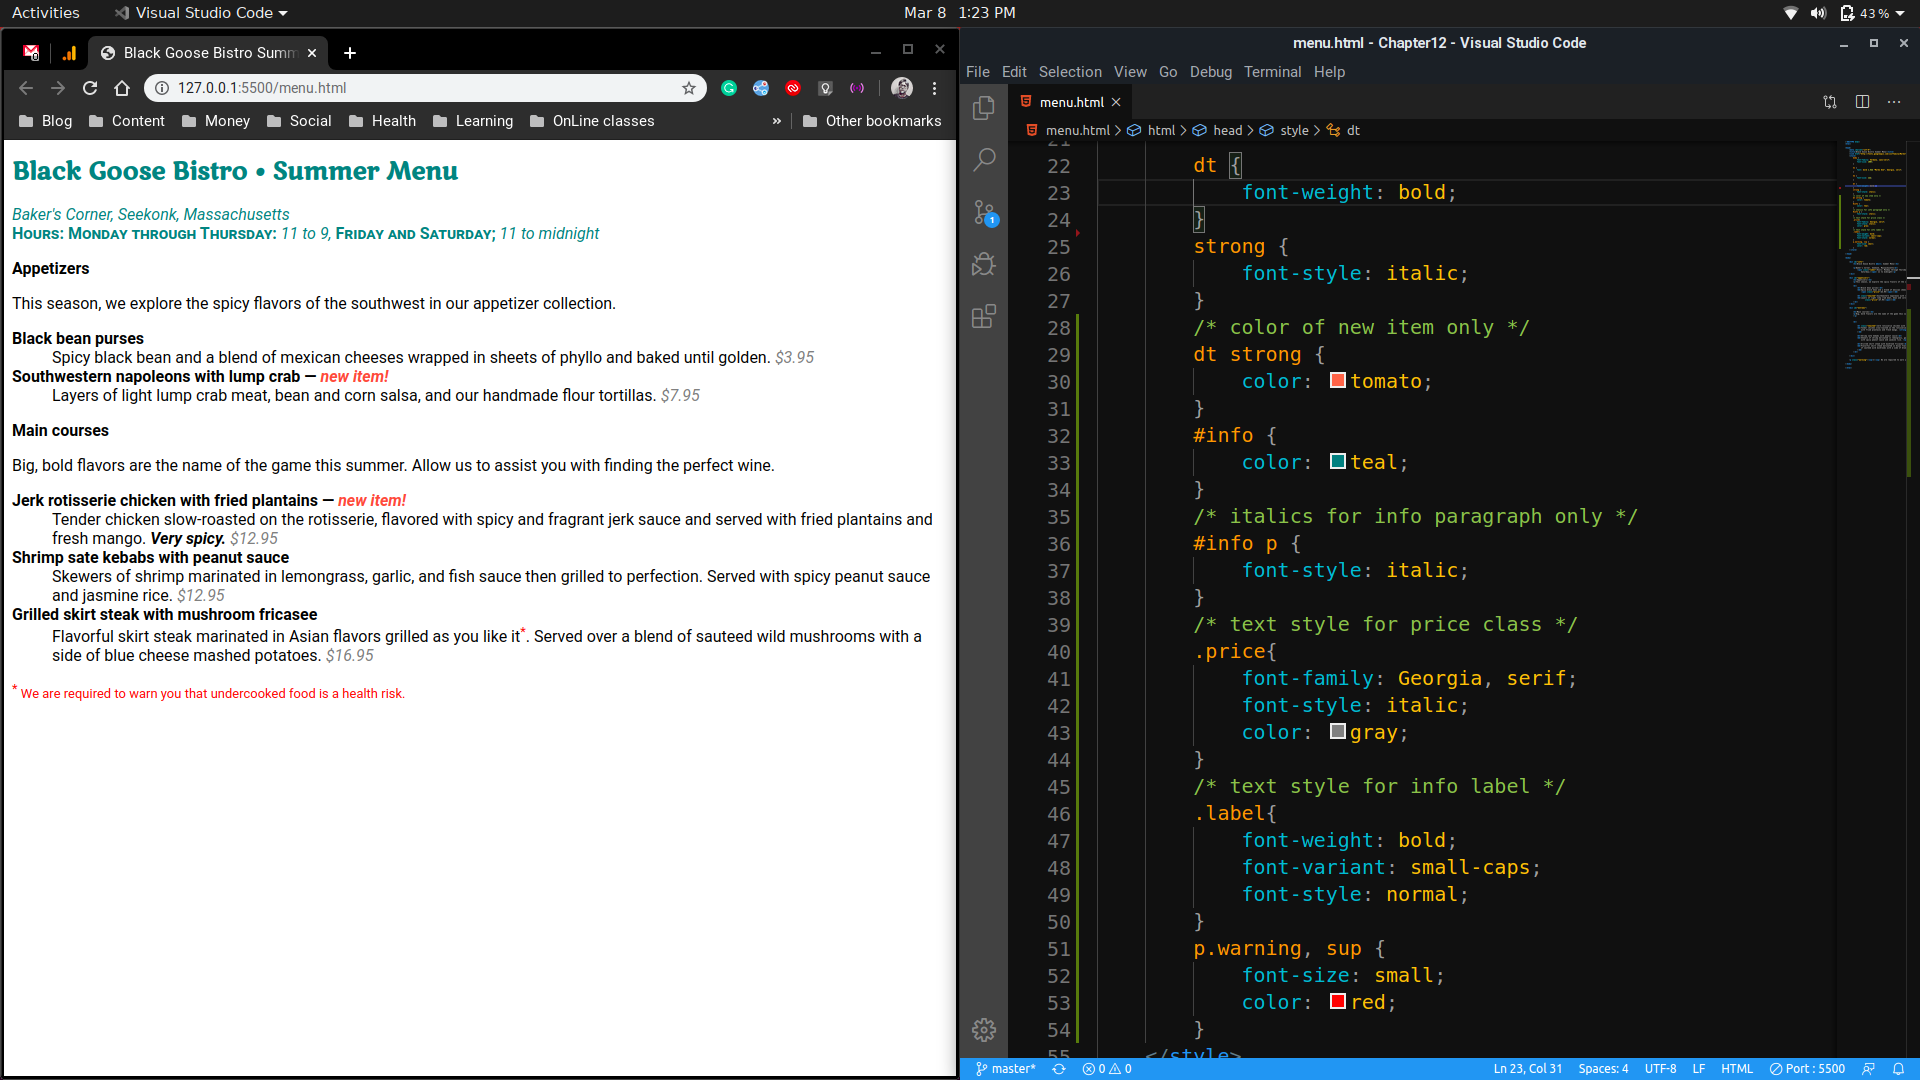 Activities Visual Studio Code Mar 8 1:23 PM 43 %
Black Goose Bistro Summ
127.0.0.1:5500/menu.html
Blog Content Money Social Health Learning OnLine classes » Other bookmarks
Black Goose Bistro • Summer Menu
Baker's Corner, Seekonk, Massachusetts
Hours: Monday through Thursday: 11 to 9, Friday and Saturday; 11 to midnight
Appetizers
This season, we explore the spicy flavors of the southwest in our appetizer collection.
Black bean purses
Spicy black bean and a blend of mexican cheeses wrapped in sheets of phyllo and baked until golden. $3.95
Southwestern napoleons with lump crab — new item!
Layers of light lump crab meat, bean and corn salsa, and our handmade flour tortillas. $7.95
Main courses
Big, bold flavors are the name of the game this summer. Allow us to assist you with finding the perfect wine.
Jerk rotisserie chicken with fried plantains — new item!
Tender chicken slow-roasted on the rotisserie, flavored with spicy and fragrant jerk sauce and served with fried plantains and
fresh mango. Very spicy. $12.95
Shrimp sate kebabs with peanut sauce
Skewers of shrimp marinated in lemongrass, garlic, and fish sauce then grilled to perfection. Served with spicy peanut sauce
and jasmine rice. $12.95
Grilled skirt steak with mushroom fricasee
Flavorful skirt steak marinated in Asian flavors grilled as you like it*. Served over a blend of sauteed wild mushrooms with a
side of blue cheese mashed potatoes. $16.95
* We are required to warn you that undercooked food is a health risk.
menu.html - Chapter12 - Visual Studio Code
File Edit Selection View Go Debug Terminal Help
menu.html
menu.html > html > head > style > dt
21
22 dt {
23 font-weight: bold;
24 }
25 strong {
26 font-style: italic;
27 }
28 /* color of new item only */
29 dt strong {
30 color: tomato;
31 }
32 #info {
33 color: teal;
34 }
35 /* italics for info paragraph only */
36 #info p {
37 font-style: italic;
38 }
39 /* text style for price class */
40 .price{
41 font-family: Georgia, serif;
42 font-style: italic;
43 color: gray;
44 }
45 /* text style for info label */
46 .label{
47 font-weight: bold;
48 font-variant: small-caps;
49 font-style: normal;
50 }
51 p.warning, sup {
52 font-size: small;
53 color: red;
54 }
55 </style>
1
master* 0 0 Ln 23, Col 31 Spaces: 4 UTF-8 LF HTML Port : 5500